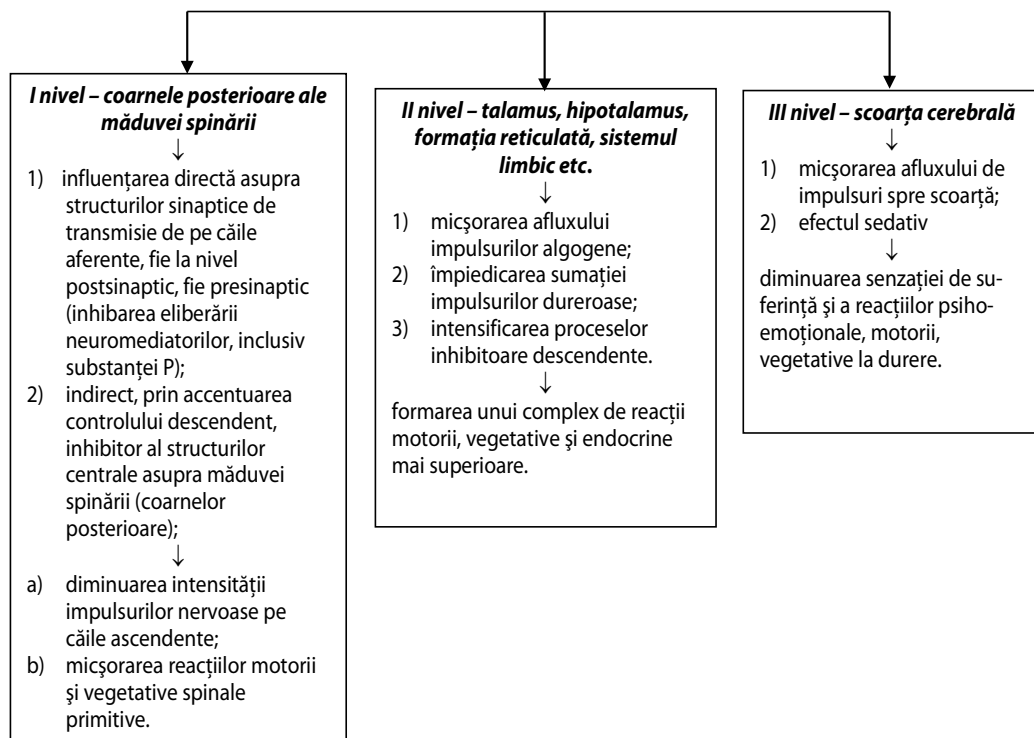 I nivel – coarnele posterioare ale
măduvei spinării
↓
1) influențarea directă asupra
structurilor sinaptice de
transmisie de pe căile
aferente, fie la nivel
postsinaptic, fie presinaptic
(inhibarea eliberării
neuromediatorilor, inclusiv
substanței P);
2) indirect, prin accentuarea
controlului descendent,
inhibitor al structurilor
centrale asupra măduvei
spinării (coarnelor
posterioare);
↓
a) diminuarea intensității
impulsurilor nervoase pe
căile ascendente;
b) micşorarea reacțiilor motorii
şi vegetative spinale
primitive.
II nivel – talamus, hipotalamus,
formația reticulată, sistemul
limbic etc.
↓
1) micşorarea afluxului
impulsurilor algogene;
2) împiedicarea sumației
impulsurilor dureroase;
3) intensificarea proceselor
inhibitoare descendente.
↓
formarea unui complex de reacții
motorii, vegetative şi endocrine
mai superioare.
III nivel – scoarța cerebrală
↓
1) micşorarea afluxului de
impulsuri spre scoarță;
2) efectul sedativ
↓
diminuarea senzației de su-
ferință şi a reacțiilor psiho-
emoționale, motorii,
vegetative la durere.